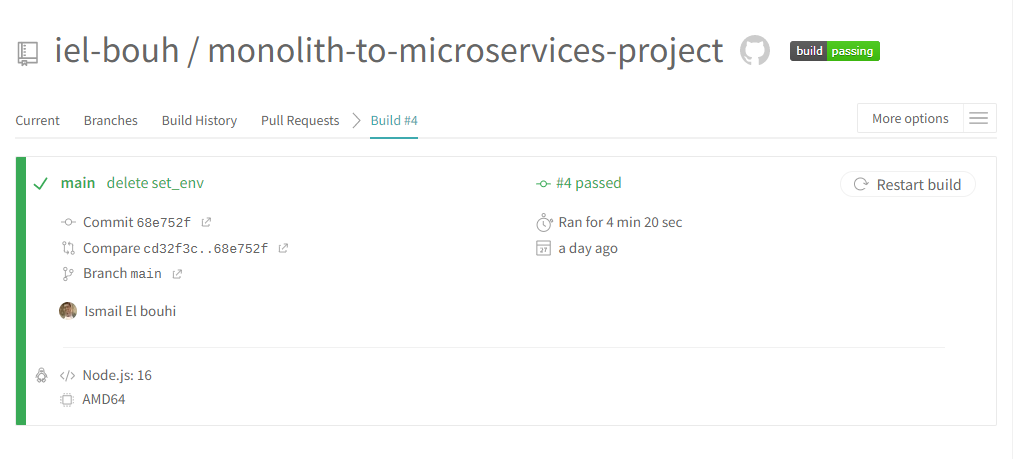 iel-bouh / monolith-to-microservices-project
build passing
Current Branches Build History Pull Requests Build #4
More options
main delete set_env
#4 passed
Restart build
Commit 68e752f
Ran for 4 min 20 sec
Compare cd32f3c..68e752f
27
a day ago
Branch main
Ismail El bouhi
</> Node.js: 16
AMD64